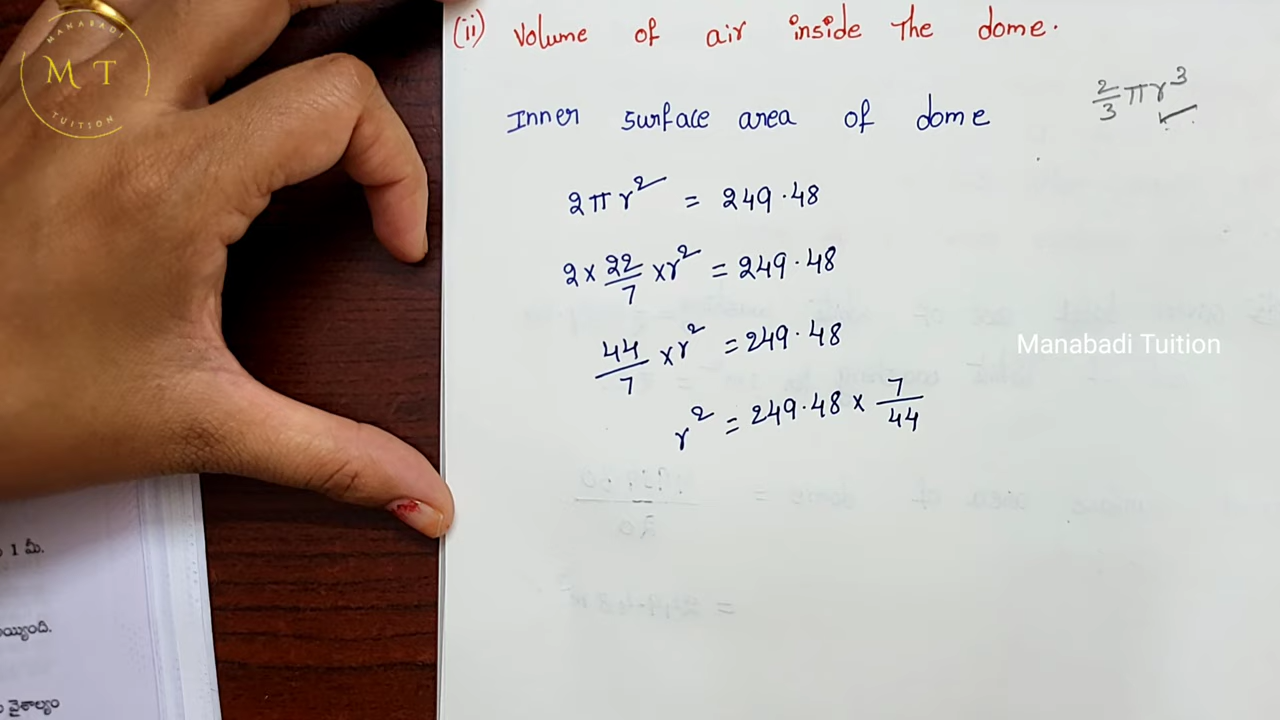 MANABADI
M T
TUITION
(ii) Volume of air inside the dome.
2/3 πr³
Inner surface area of dome
2πr² = 249.48
2 × 22/7 × r² = 249.48
44/7 × r² = 249.48
r² = 249.48 × 7/44
Manabadi Tuition
1 మీ.
వైశాల్యం